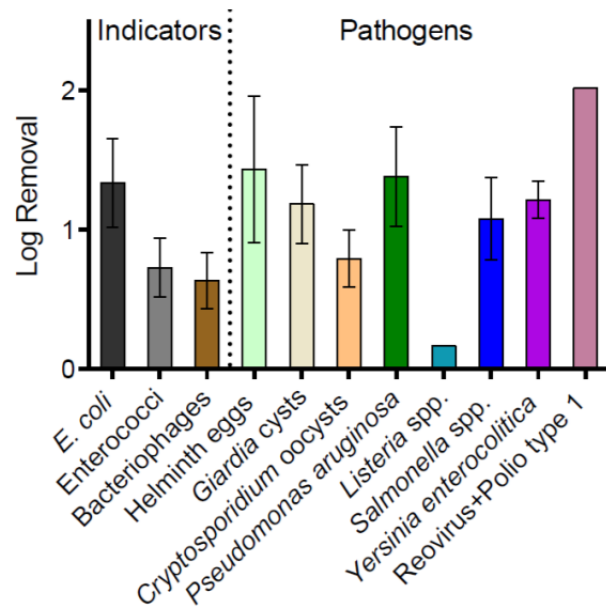 Indicators
Pathogens
Log Removal
2
1
0
E. coli
Enterococci
Bacteriophages
Helminth eggs
Giardia cysts
Cryptosporidium oocysts
Pseudomonas aruginosa
Listeria spp.
Salmonella spp.
Yersinia enterocolitica
Reovirus+Polio type 1